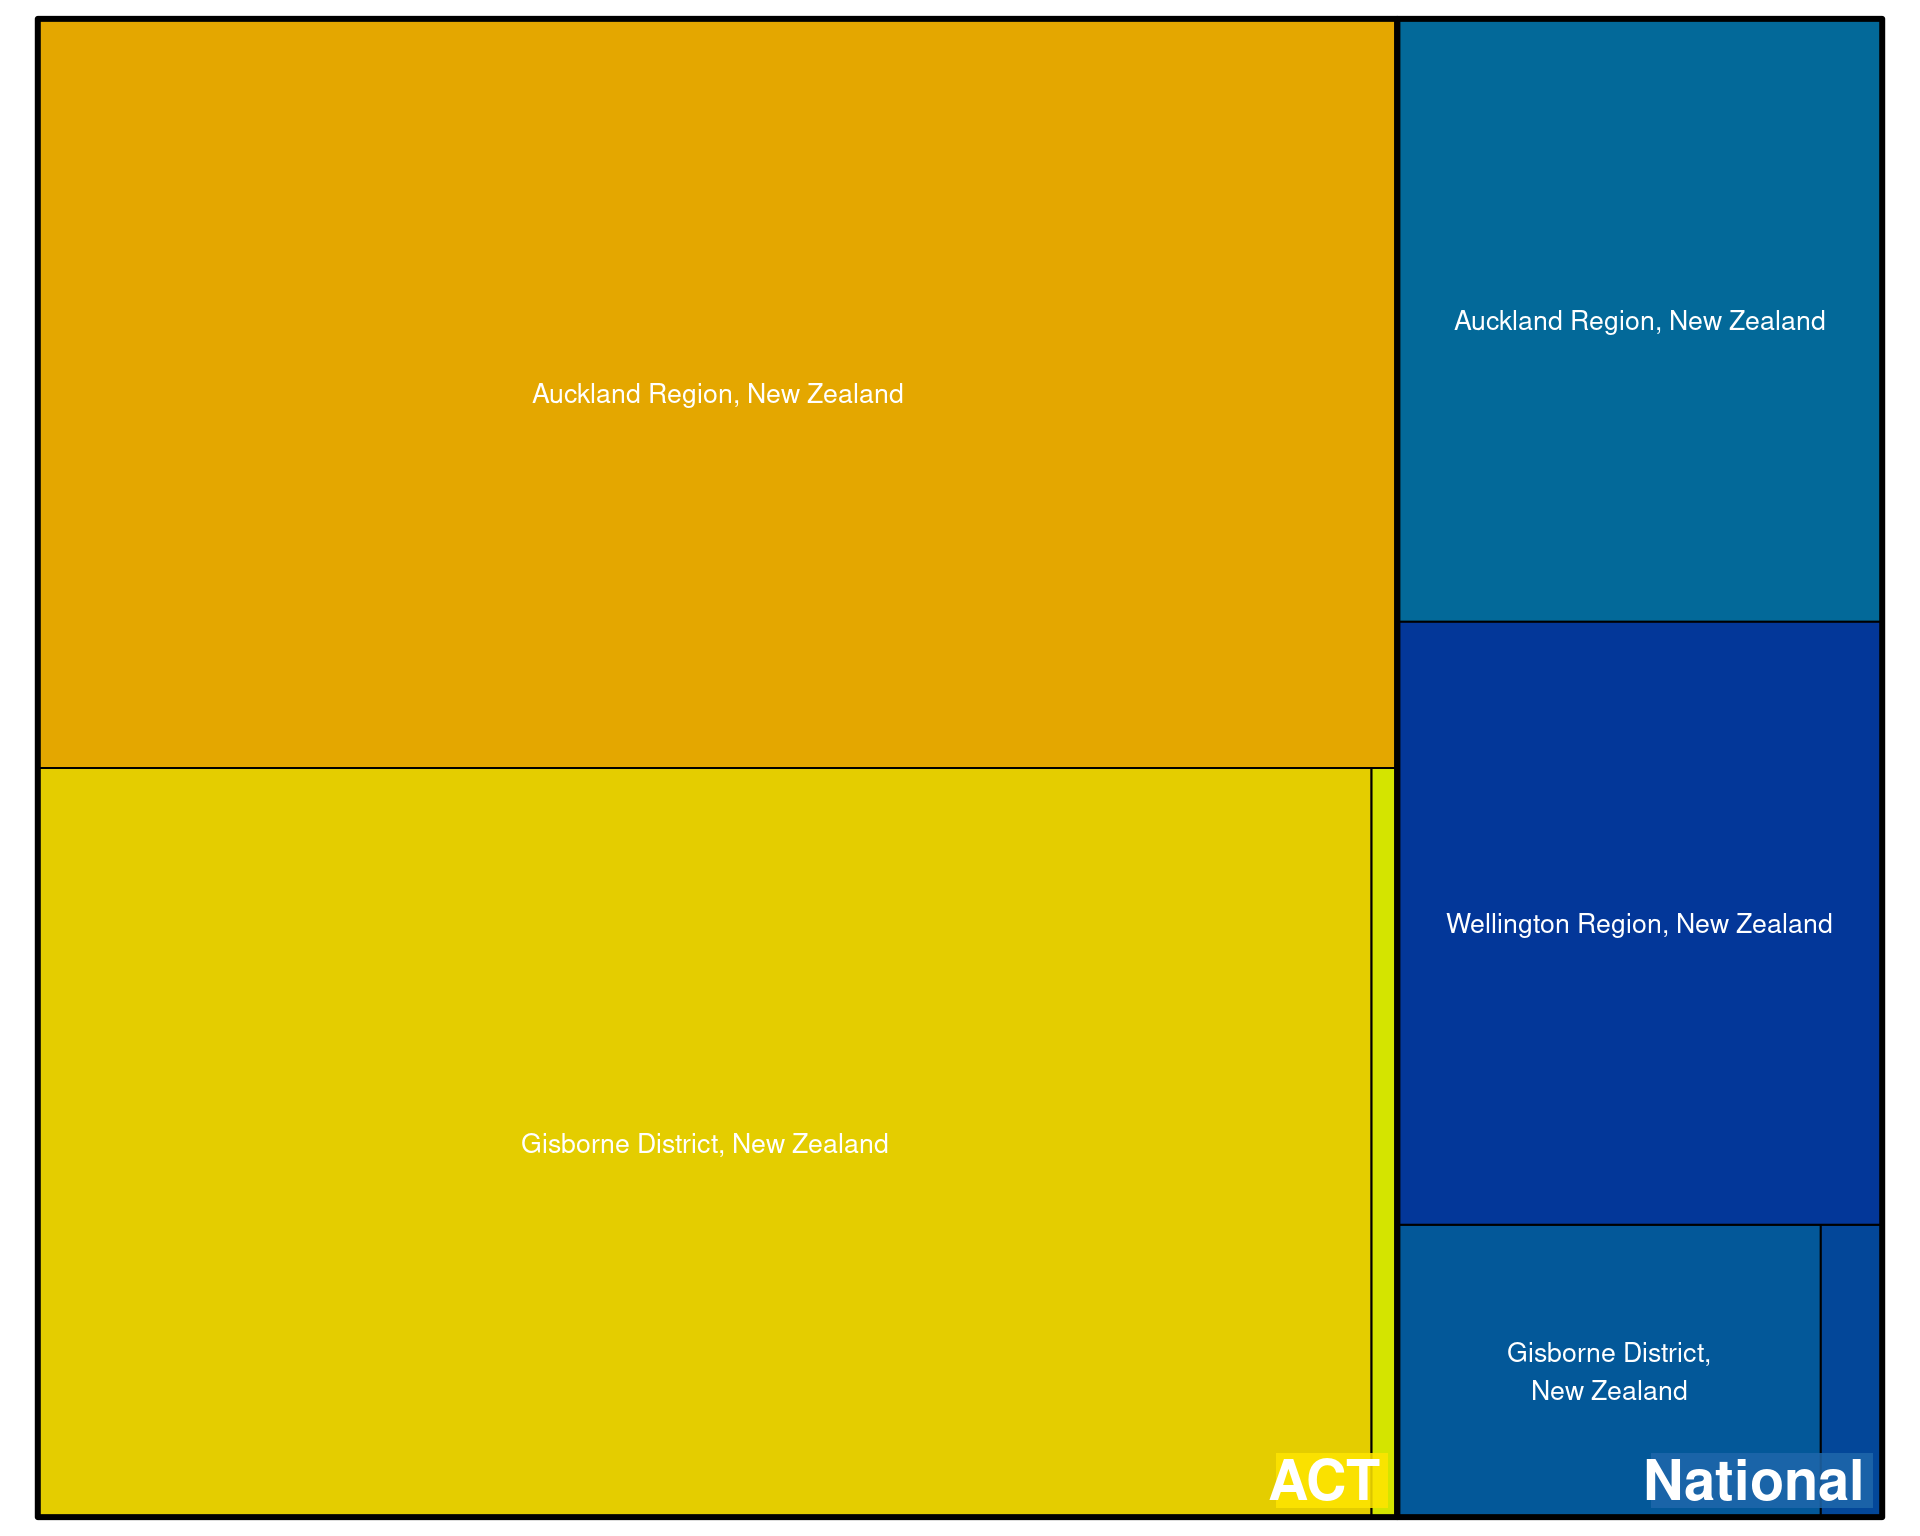 Auckland Region, New Zealand
Gisborne District, New Zealand
ACT
Auckland Region, New Zealand
Wellington Region, New Zealand
Gisborne District,
New Zealand
National